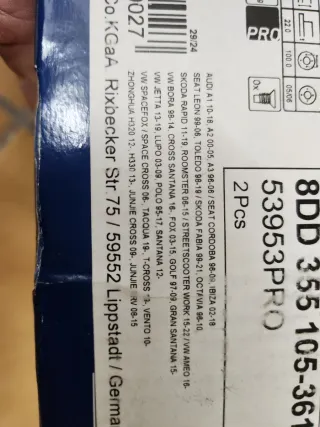 8DD 355 105-361
53953PRO
2 Pcs
AUDI A1 10-18, A2 00-05, A3 96-06 / SEAT CORDOBA 96-09, IBIZA 02-18
SEAT LEON 99-06, TOLEDO 98-19 / SKODA FABIA 99-21, OCTAVIA 96-10,
SKODA RAPID 11-19, ROOMSTER 06-15 / STREETSCOOTER WORK 15-22 / VW AMEO 16-
VW BORA 98-14, CROSS SANTANA 16-, FOX 03-15, GOLF 97-09, GRAN SANTANA 15-
VW JETTA 13-19, LUPO 03-09, POLO 95-17, SANTANA 12-
VW SPACEFOX / SPACE CROSS 06-, TACQUA 19-, T-CROSS 13-, VENTO 10-
ZHONGHUA H320 12-, H330 13-, JUNJIE CROSS 09-, JUNJIE FRV 08-15
29/24
0027
Co.KGaA Rixbecker Str. 75 / 59552 Lippstadt / Germa
PRO
22.0
100.0
05/06
0x